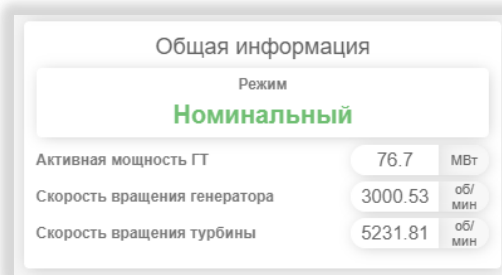 Общая информация
Режим
Номинальный
Активная мощность ГТ 76.7 МВт
Скорость вращения генератора 3000.53 об/
мин
Скорость вращения турбины 5231.81 об/
мин